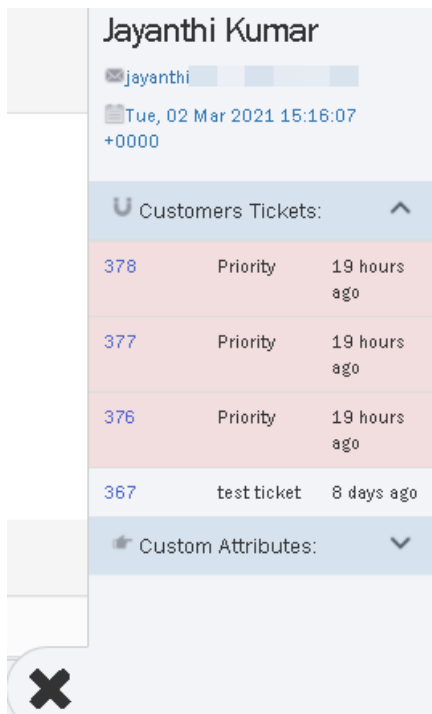 Jayanthi Kumar
jayanthi
Tue, 02 Mar 2021 15:16:07
+0000
Customers Tickets:
378 Priority 19 hours
ago
377 Priority 19 hours
ago
376 Priority 19 hours
ago
367 test ticket 8 days ago
Custom Attributes: